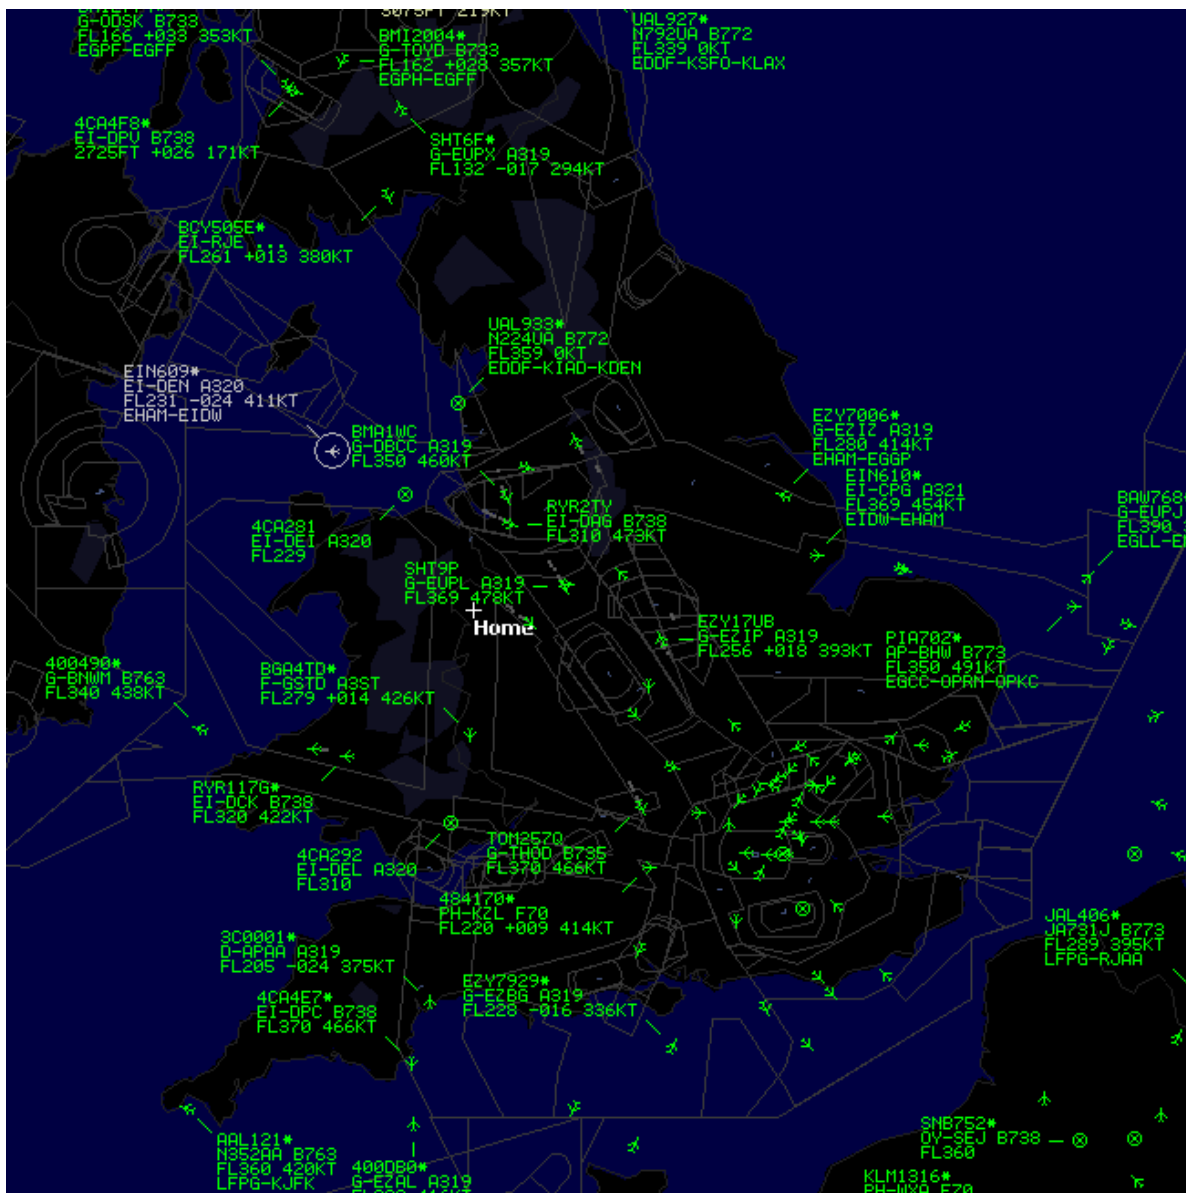 G-ODSK B733
FL166 +033 353KT
EGPF-EGFF
3075FT 219KT
BMI2004*
G-TOYD B733
FL162 +028 357KT
EGPH-EGFF
UAL927*
N792UA B772
FL339 0KT
EDDF-KSFO-KLAX
4CA4F8*
EI-DPV B738
2725FT +026 171KT
SHT6F*
G-EUPX A319
FL132 -017 294KT
BCY505E*
EI-RJE ...
FL261 +013 380KT
UAL933*
N224UA B772
FL359 0KT
EDDF-KIAD-KDEN
EIN609*
EI-DEN A320
FL231 -024 411KT
EHAM-EIDW
BMA1WC
G-DBCC A319
FL350 460KT
EZY7006*
G-EZIZ A319
FL280 414KT
EHAM-EGGP
EIN610*
EI-CPG A321
FL369 454KT
EIDW-EHAM
BAW768
G-EUPJ
FL390
EGLL-E
4CA281
EI-DEI A320
FL229
RYR2TY
EI-DAG B738
FL310 473KT
SHT9P
G-EUPL A319
FL369 478KT
Home
EZY17UB
G-EZIP A319
FL256 +018 393KT
PIA702*
AP-BHW B773
FL350 491KT
EGCC-OPRN-OPKC
400490*
G-BNWM B763
FL340 438KT
BGA4TD*
F-GSTD A3ST
FL279 +014 426KT
RYR117G*
EI-DCK B738
FL320 422KT
4CA292
EI-DEL A320
FL310
TOM257Q
G-THOD B735
FL370 466KT
484170*
PH-KZL F70
FL220 +009 414KT
3C0001*
D-APAA A319
FL205 -024 375KT
JAL406*
JA731J B773
FL289 395KT
LFPG-RJAA
4CA4E7*
EI-DPC B738
FL370 466KT
EZY7929*
G-EZBG A319
FL228 -016 336KT
AAL121*
N352AA B763
FL360 420KT
LFPG-KJFK
400DB0*
G-EZAL A319
SNB752*
OY-SEJ B738
FL360
KLM1316*
PH-WXA F70